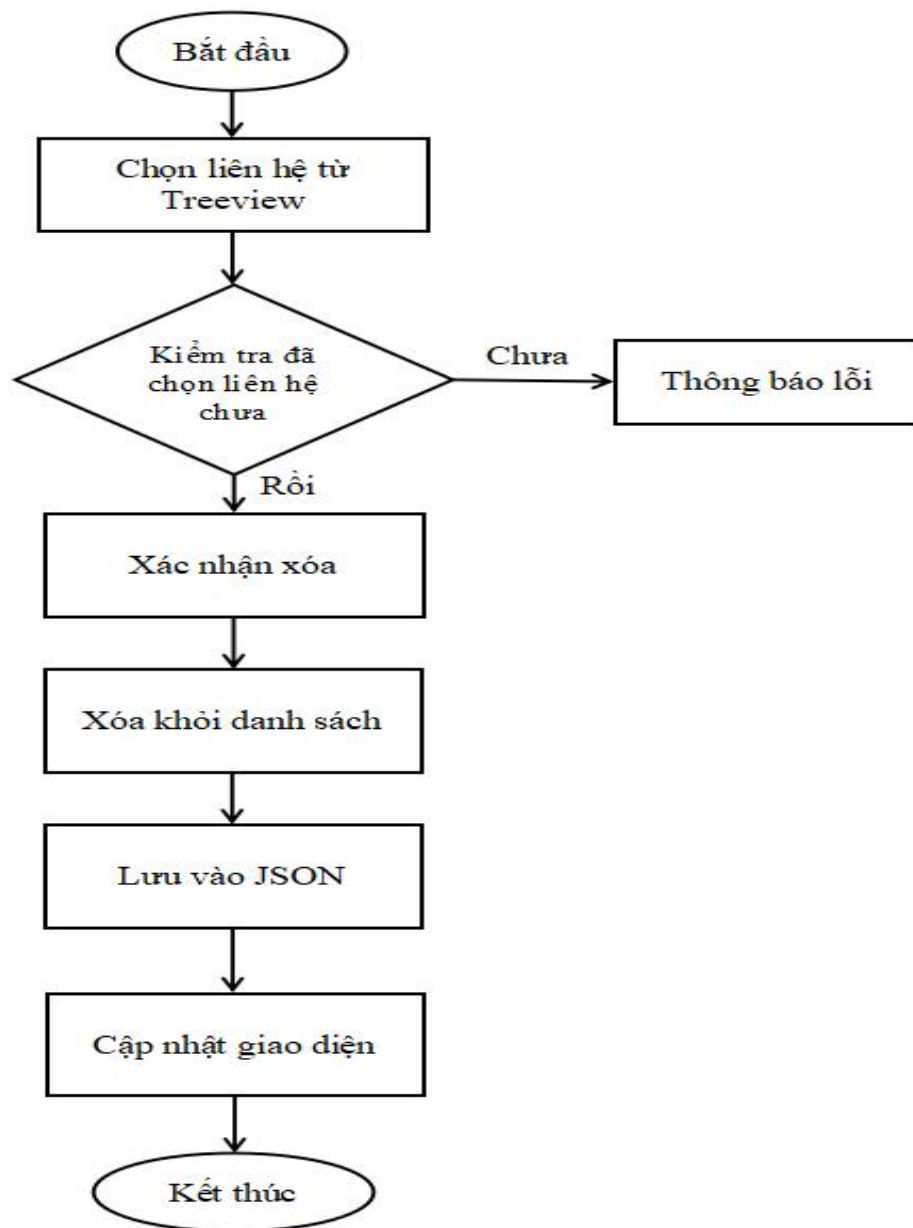 Bắt đầu
Chọn liên hệ từ
Treeview
Kiểm tra đã
chọn liên hệ
chưa
Chưa
Thông báo lỗi
Rồi
Xác nhận xóa
Xóa khỏi danh sách
Lưu vào JSON
Cập nhật giao diện
Kết thúc